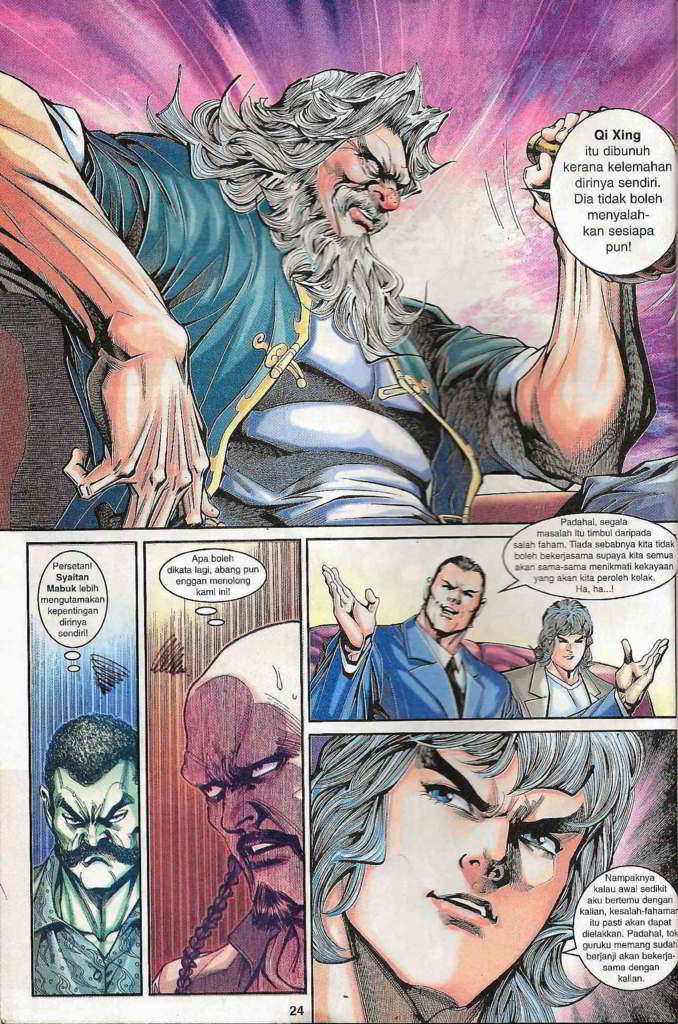 Qi Xing
itu dibunuh
kerana kelemahan
dirinya sendiri.
Dia tidak boleh
menyalah-
kan sesiapa
pun!
Persetan!
Syaitan
Mabuk lebih
mengutamakan
kepentingan
dirinya
sendiri!
Apa boleh
dikata lagi, abang pun
enggan menolong
kami ini!
Padahal, segala
masalah itu timbul daripada
salah faham. Tiada sebabnya kita tidak
boleh bekerjasama supaya kita semua
akan sama-sama menikmati kekayaan
yang akan kita peroleh kelak.
Ha, ha...!
Nampaknya
kalau awal sedikit
aku bertemu dengan
kalian, kesalah-fahaman
itu pasti akan dapat
dielakkan. Padahal, tok
guruku memang sudah
berjanji akan bekerja-
sama dengan
kalian.
24